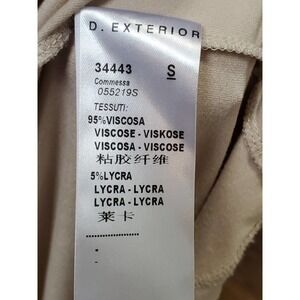 D. EXTERIOR
34443 S
Commessa
055219S
TESSUTI:
95%VISCOSA
VISCOSE - VISKOSE
VISCOSA - VISCOSE
粘胶纤维
5%LYCRA
LYCRA - LYCRA
LYCRA - LYCRA
莱卡